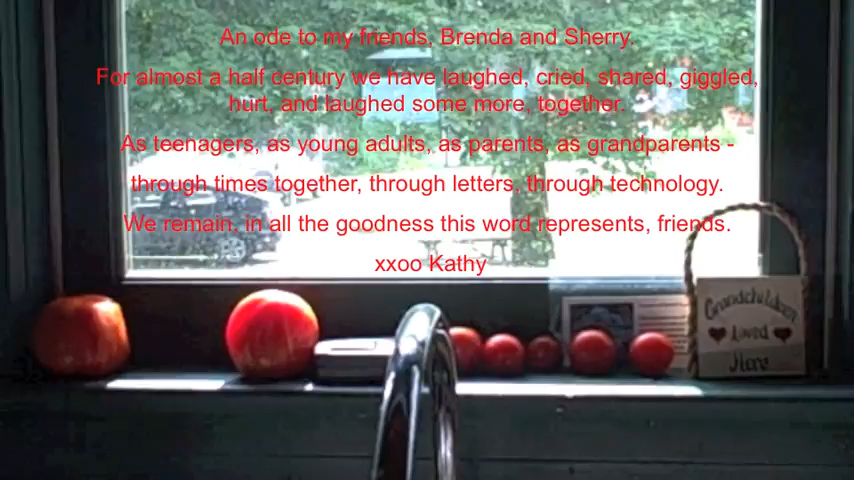 An ode to my friends, Brenda and Sherry.
For almost a half century we have laughed, cried, shared, giggled,
hurt, and laughed some more, together.
As teenagers, as young adults, as parents, as grandparents -
through times together, through letters, through technology.
We remain, in all the goodness this word represents, friends.
xxoo Kathy
Grandchildren
Loved
Here